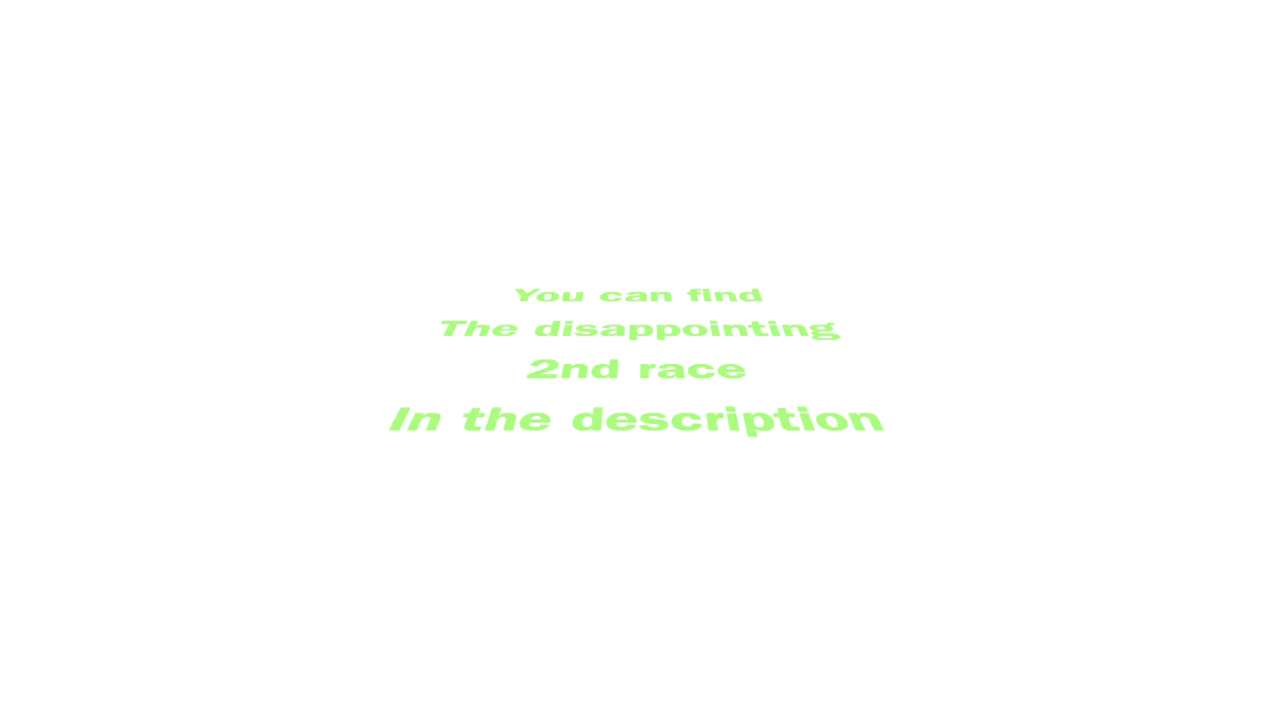 You can find
The disappointing
2nd race
In the description